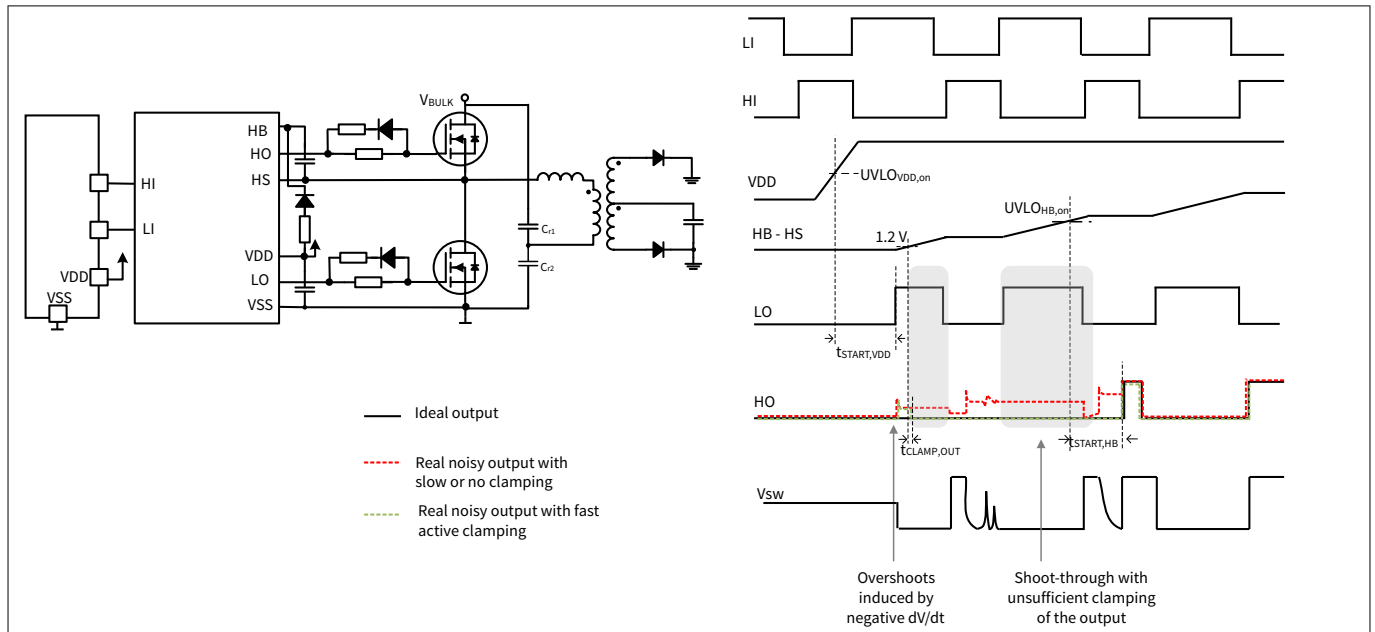 VBULK
HB
HO
HS
HI
LI
VDD
VSS
VDD
LO
VSS
Cr1
Cr2
Ideal output
Real noisy output with
slow or no clamping
Real noisy output with fast
active clamping
LI
HI
VDD
UVLOVDD,on
HB - HS
1.2 V
UVLOHB,on
LO
tSTART,VDD
HO
tCLAMP,OUT
tSTART,HB
Vsw
Overshoots
induced by
negative dV/dt
Shoot-through with
unsufficient clamping
of the output